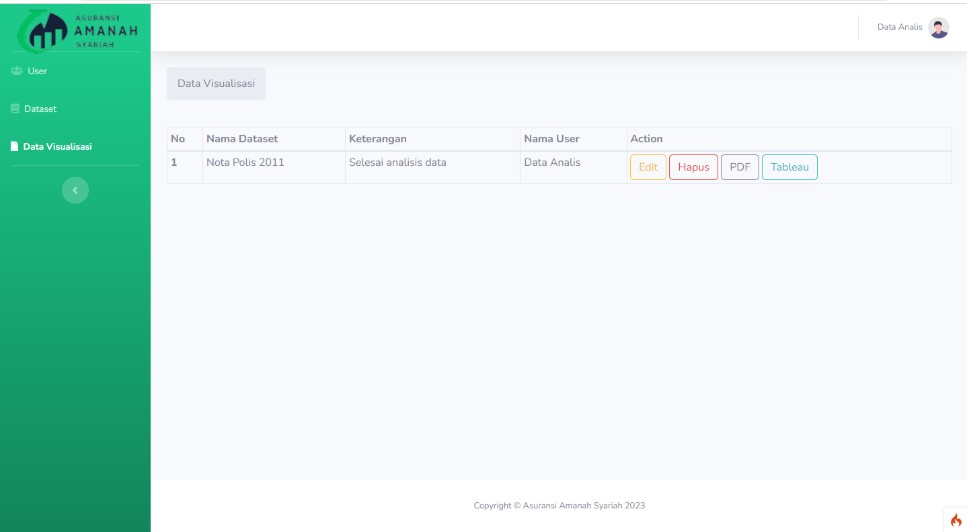 ASURANSI
AMANAH
SYARIAH
Data Analis
User
Dataset
Data Visualisasi
Data Visualisasi
No Nama Dataset Keterangan Nama User Action
1 Nota Polis 2011 Selesai analisis data Data Analis Edit Hapus PDF Tableau
Copyright © Asuransi Amanah Syariah 2023